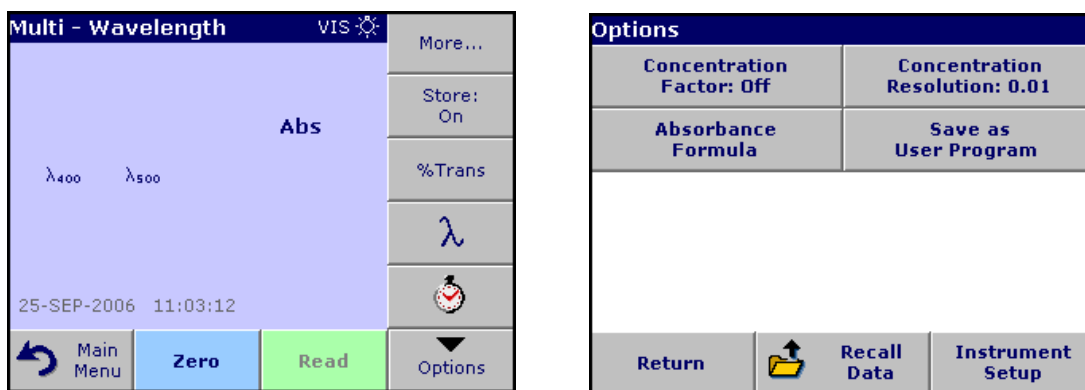 Multi - Wavelength VIS
More...
Store:
On
Abs
%Trans
λ400 λ500
λ
25-SEP-2006 11:03:12
Main
Menu
Zero
Read
Options
Options
Concentration
Factor: Off
Concentration
Resolution: 0.01
Absorbance
Formula
Save as
User Program
Return
Recall
Data
Instrument
Setup